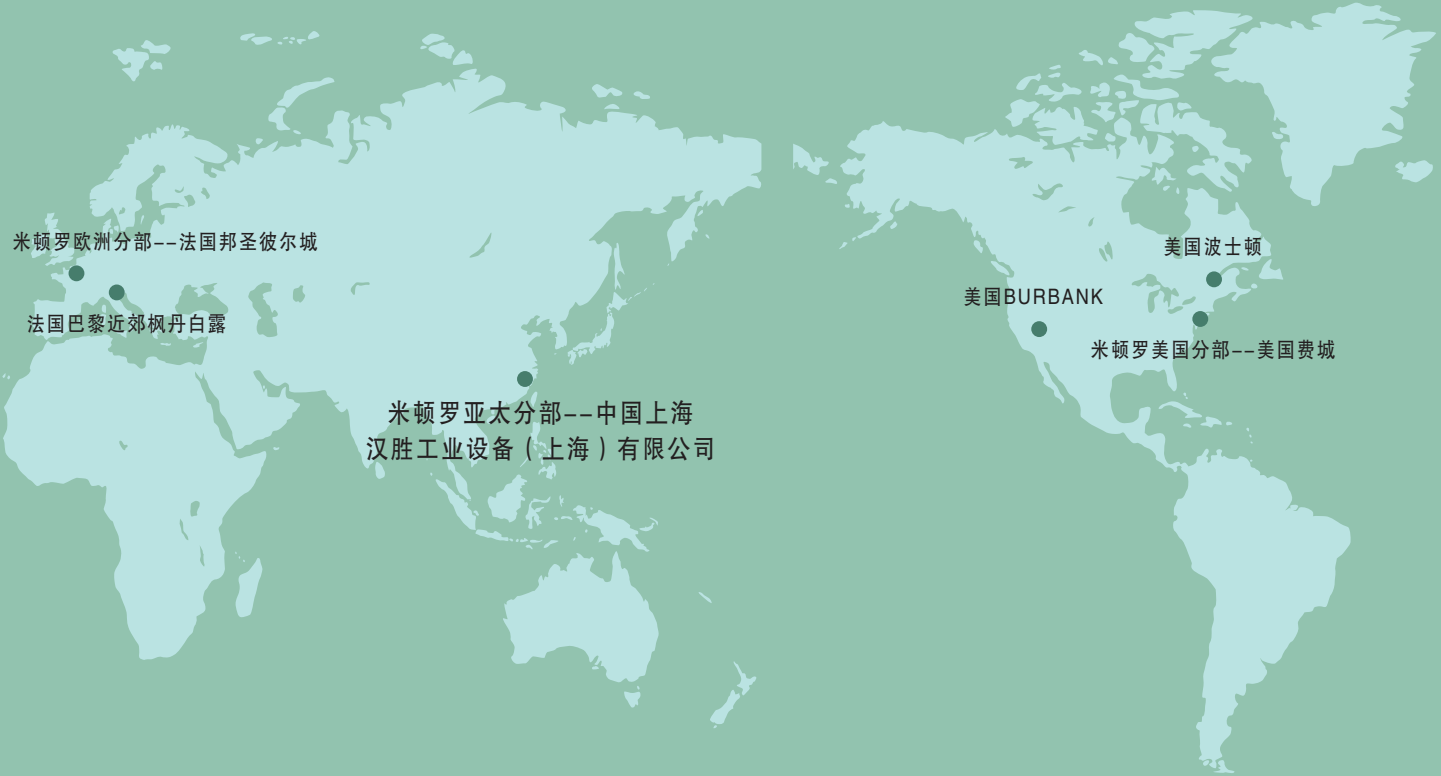 米顿罗欧洲分部--法国邦圣彼尔城
法国巴黎近郊枫丹白露
米顿罗亚太分部--中国上海
汉胜工业设备（上海）有限公司
美国波士顿
美国BURBANK
米顿罗美国分部--美国费城